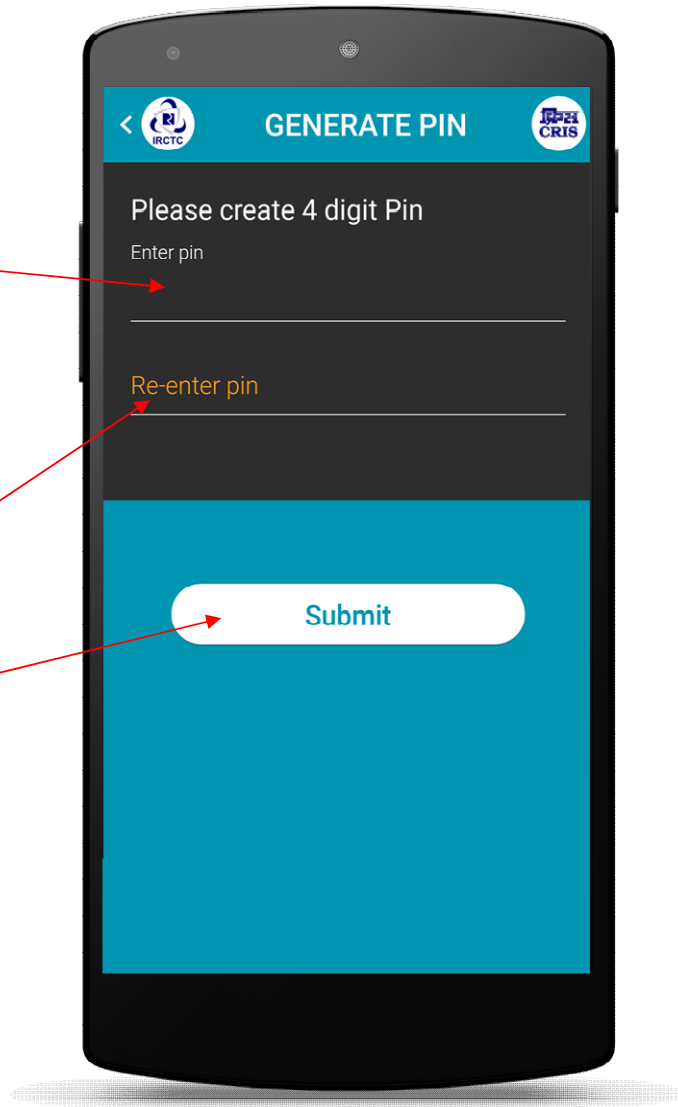 IRCTC
GENERATE PIN
क्रिस
CRIS
Please create 4 digit Pin
Enter pin
Re-enter pin
Submit